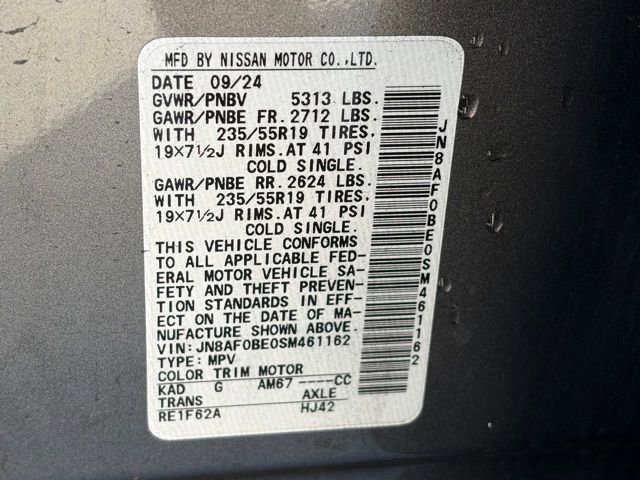 MFD BY NISSAN MOTOR CO.,LTD.
DATE 09/24
GVWR/PNBV 5313 LBS.
GAWR/PNBE FR. 2712 LBS.
WITH 235/55R19 TIRES.
19×7½J RIMS. AT 41 PSI
COLD SINGLE.
GAWR/PNBE RR. 2624 LBS.
WITH 235/55R19 TIRES.
19×7½J RIMS. AT 41 PSI
COLD SINGLE.
THIS VEHICLE CONFORMS
TO ALL APPLICABLE FED-
ERAL MOTOR VEHICLE SA-
FETY AND THEFT PREVEN-
TION STANDARDS IN EFF-
ECT ON THE DATE OF MA-
NUFACTURE SHOWN ABOVE.
VIN: JN8AF0BE0SM461162
TYPE: MPV
COLOR TRIM MOTOR
KAD G AM67 ----CC
TRANS AXLE
RE1F62A HJ42
JN8AF0BE0SM461162